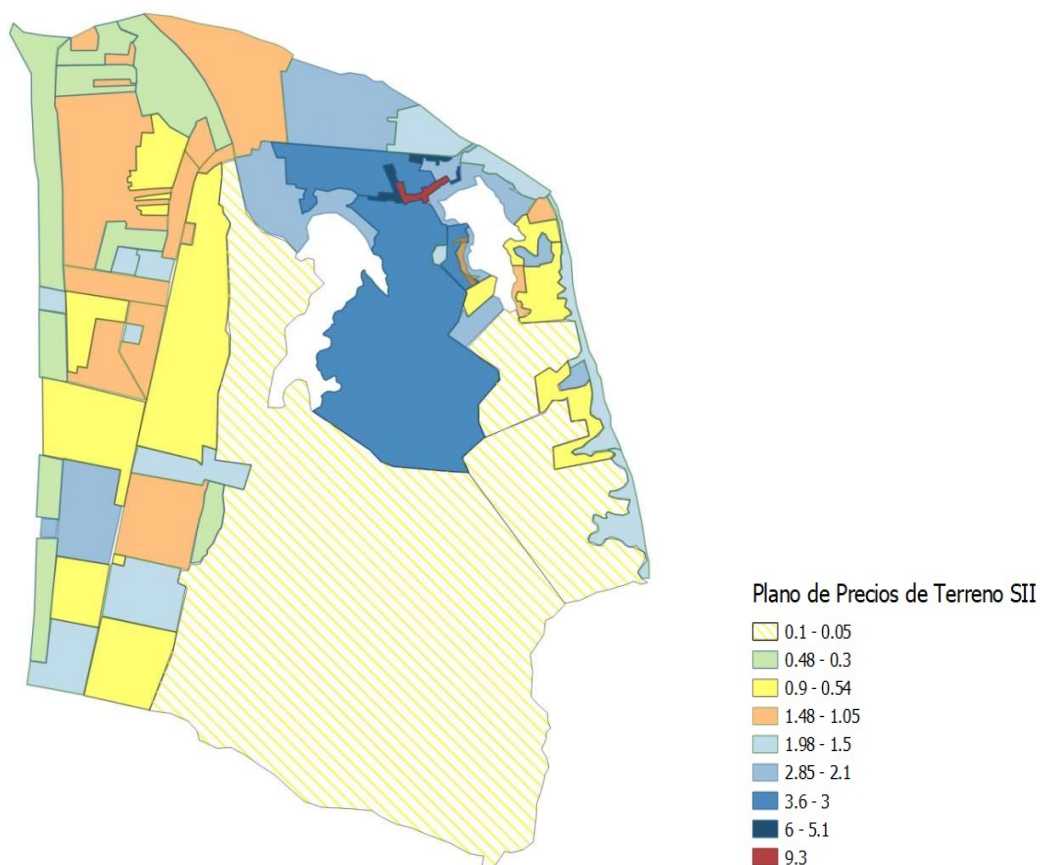 Plano de Precios de Terreno SII
0.1 - 0.05
0.48 - 0.3
0.9 - 0.54
1.48 - 1.05
1.98 - 1.5
2.85 - 2.1
3.6 - 3
6 - 5.1
9.3